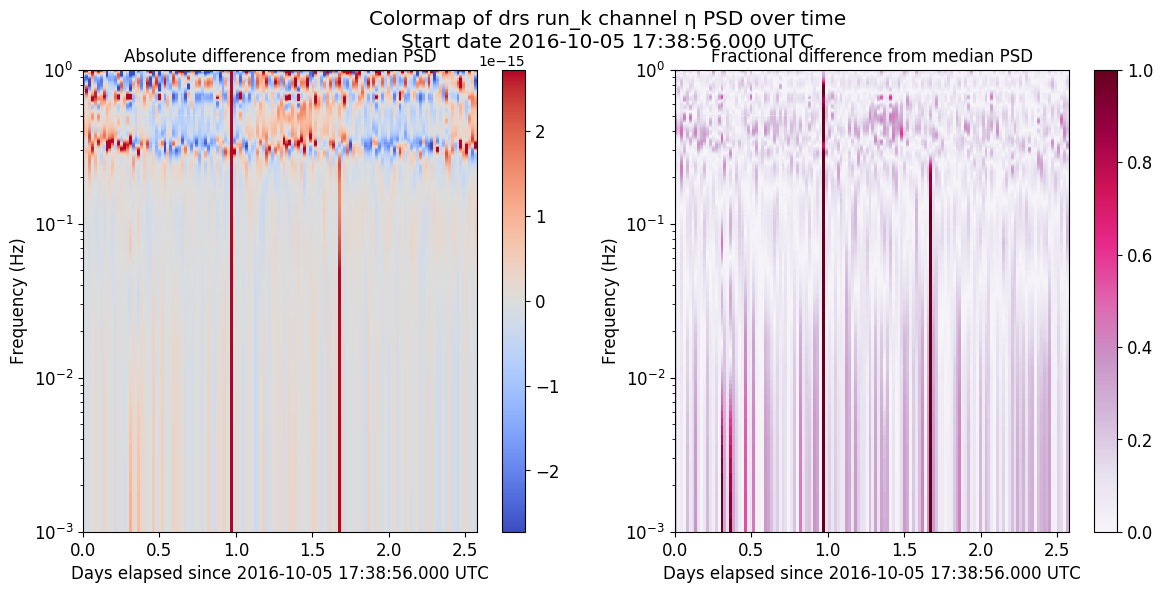 Colormap of drs run_k channel η PSD over time
Start date 2016-10-05 17:38:56.000 UTC
Absolute difference from median PSD
1e−15
10^0
10^−1
10^−2
10^−3
Frequency (Hz)
0.0 0.5 1.0 1.5 2.0 2.5
Days elapsed since 2016-10-05 17:38:56.000 UTC
2
1
0
−1
−2
Fractional difference from median PSD
10^0
10^−1
10^−2
10^−3
Frequency (Hz)
0.0 0.5 1.0 1.5 2.0 2.5
Days elapsed since 2016-10-05 17:38:56.000 UTC
1.0
0.8
0.6
0.4
0.2
0.0